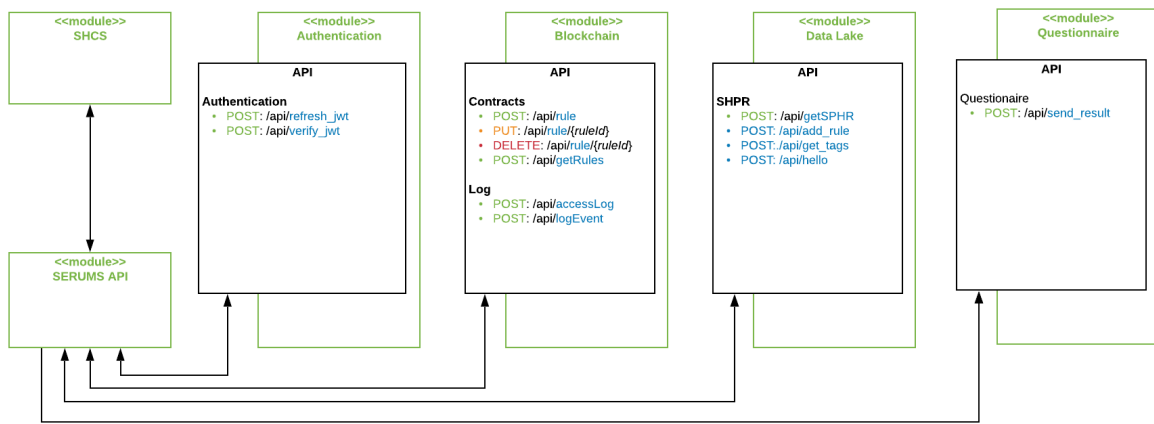 <<module>>
SHCS
<<module>>
Authentication
<<module>>
Blockchain
<<module>>
Data Lake
<<module>>
Questionnaire
API
Authentication
• POST: /api/refresh_jwt
• POST: /api/verify_jwt
API
Contracts
• POST: /api/rule
• PUT: /api/rule/{ruleId}
• DELETE: /api/rule/{ruleId}
• POST: /api/getRules
Log
• POST: /api/accessLog
• POST: /api/logEvent
API
SHPR
• POST: /api/getSPHR
• POST: /api/add_rule
• POST:./api/get_tags
• POST: /api/hello
API
Questionaire
• POST: /api/send_result
<<module>>
SERUMS API